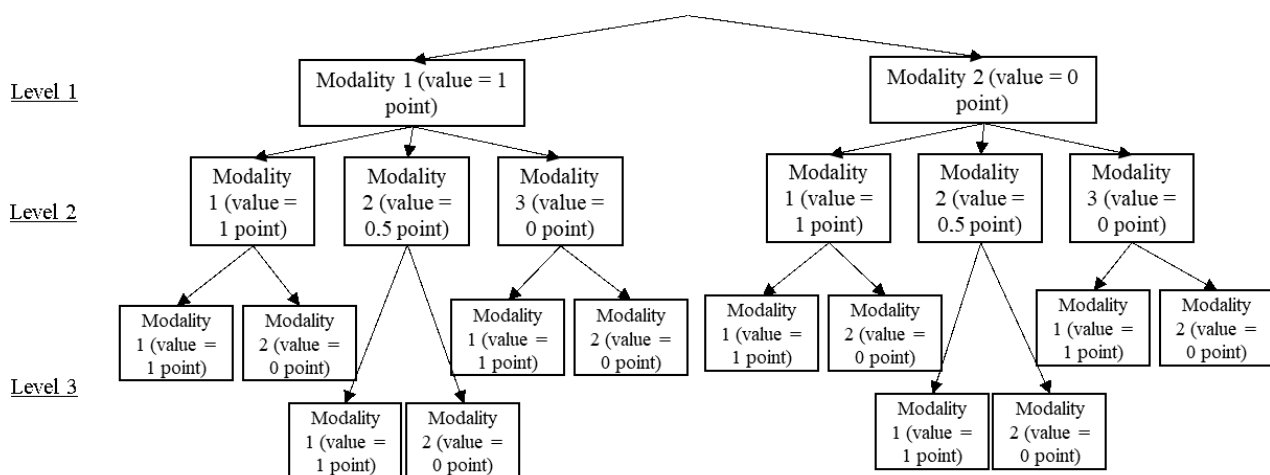 Level 1
Modality 1 (value = 1
point)
Modality 2 (value = 0
point)
Level 2
Modality
1 (value =
1 point)
Modality
2 (value =
0.5 point)
Modality
3 (value =
0 point)
Modality
1 (value =
1 point)
Modality
2 (value =
0.5 point)
Modality
3 (value =
0 point)
Level 3
Modality
1 (value =
1 point)
Modality
2 (value =
0 point)
Modality
1 (value =
1 point)
Modality
2 (value =
0 point)
Modality
1 (value =
1 point)
Modality
2 (value =
0 point)
Modality
1 (value =
1 point)
Modality
2 (value =
0 point)
Modality
1 (value =
1 point)
Modality
2 (value =
0 point)
Modality
1 (value =
1 point)
Modality
2 (value =
0 point)